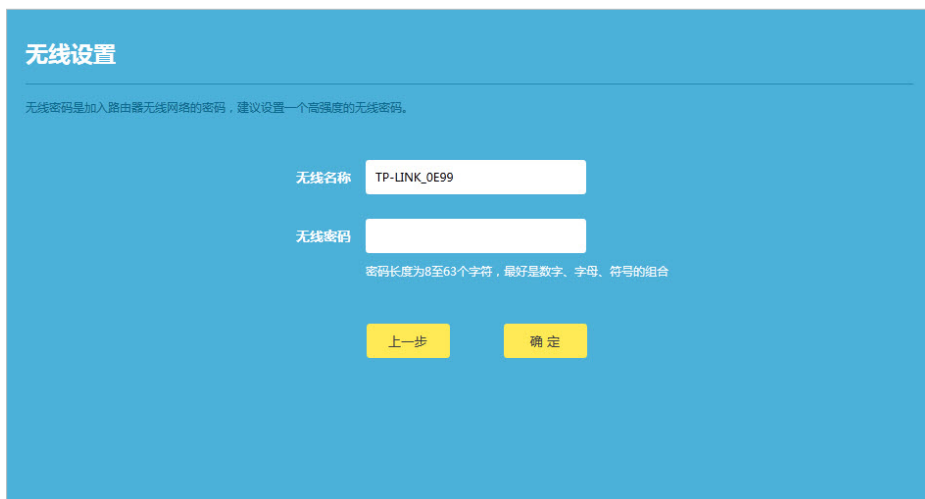 无线设置
无线密码是加入路由器无线网络的密码，建议设置一个高强度的无线密码。
无线名称 TP-LINK_0E99
无线密码
密码长度为8至63个字符，最好是数字、字母、符号的组合
上一步 确 定